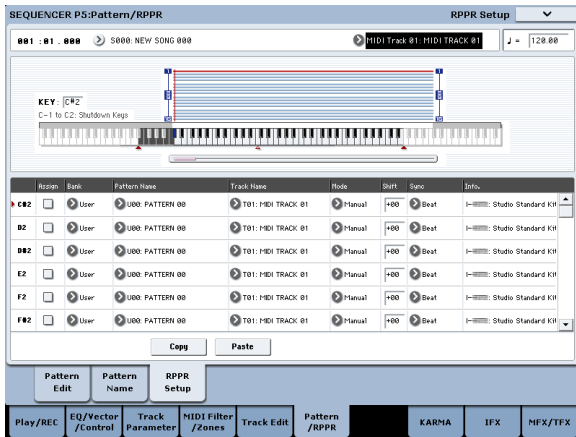 SEQUENCER P5:Pattern/RPPR RPPR Setup
001 :01 . 000 S000: NEW SONG 000 MIDI Track 01: MIDI TRACK 01 ♩ = 120.00
KEY: C#2
C-1 to C2: Shutdown Keys
Assign Bank Pattern Name Track Name Mode Shift Sync Info.
C#2 User U00: PATTERN 00 T01: MIDI TRACK 01 Manual +00 Beat Studio Standard Kit
D2 User U00: PATTERN 00 T01: MIDI TRACK 01 Manual +00 Beat Studio Standard Kit
D#2 User U00: PATTERN 00 T01: MIDI TRACK 01 Manual +00 Beat Studio Standard Kit
E2 User U00: PATTERN 00 T01: MIDI TRACK 01 Manual +00 Beat Studio Standard Kit
F2 User U00: PATTERN 00 T01: MIDI TRACK 01 Manual +00 Beat Studio Standard Kit
F#2 User U00: PATTERN 00 T01: MIDI TRACK 01 Manual +00 Beat Studio Standard Kit
Copy Paste
Pattern Edit Pattern Name RPPR Setup
Play/REC EQ/Vector /Control Track Parameter MIDI Filter /Zones Track Edit Pattern /RPPR KARMA IFX MFX/TFX